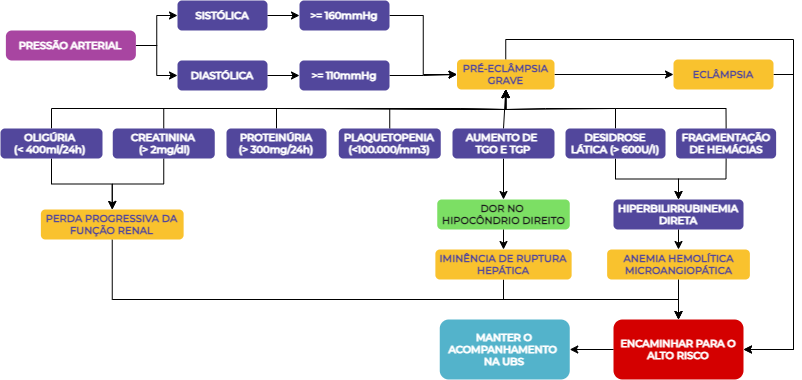 SISTÓLICA
>= 160mmHg
PRESSÃO ARTERIAL
DIASTÓLICA
>= 110mmHg
PRÉ-ECLÂMPSIA
GRAVE
ECLÂMPSIA
OLIGÚRIA
(< 400ml/24h)
CREATININA
(> 2mg/dl)
PROTEINÚRIA
(> 300mg/24h)
PLAQUETOPENIA
(<100.000/mm3)
AUMENTO DE
TGO E TGP
DESIDROSE
LÁTICA (> 600U/l)
FRAGMENTAÇÃO
DE HEMÁCIAS
PERDA PROGRESSIVA DA
FUNÇÃO RENAL
DOR NO
HIPOCÔNDRIO DIREITO
HIPERBILIRRUBINEMIA
DIRETA
IMINÊNCIA DE RUPTURA
HEPÁTICA
ANEMIA HEMOLÍTICA
MICROANGIOPÁTICA
MANTER O
ACOMPANHAMENTO
NA UBS
ENCAMINHAR PARA O
ALTO RISCO